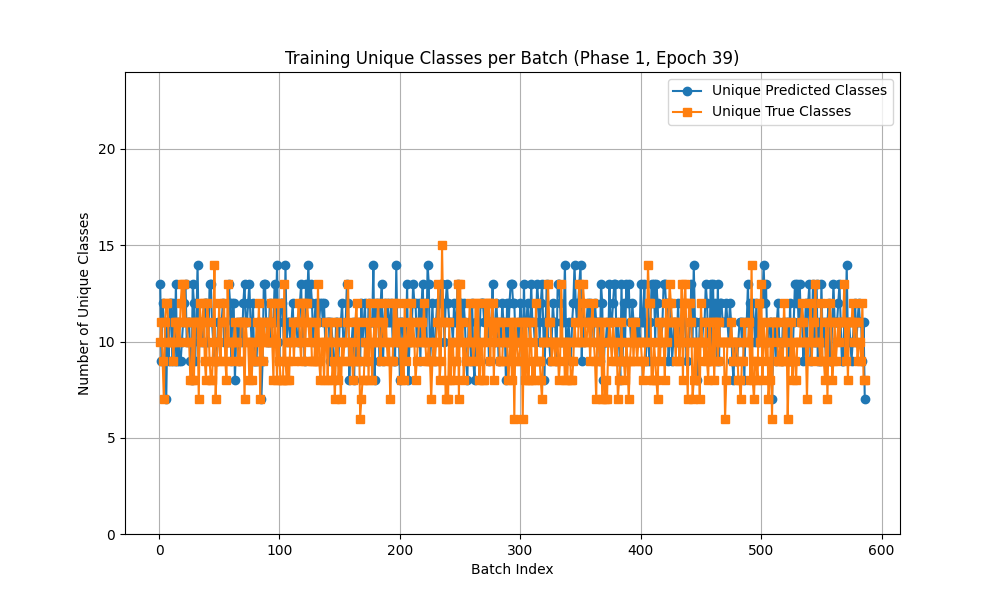 Training Unique Classes per Batch (Phase 1, Epoch 39)
Unique Predicted Classes
Unique True Classes
Number of Unique Classes
20
15
10
5
0
0 100 200 300 400 500 600
Batch Index